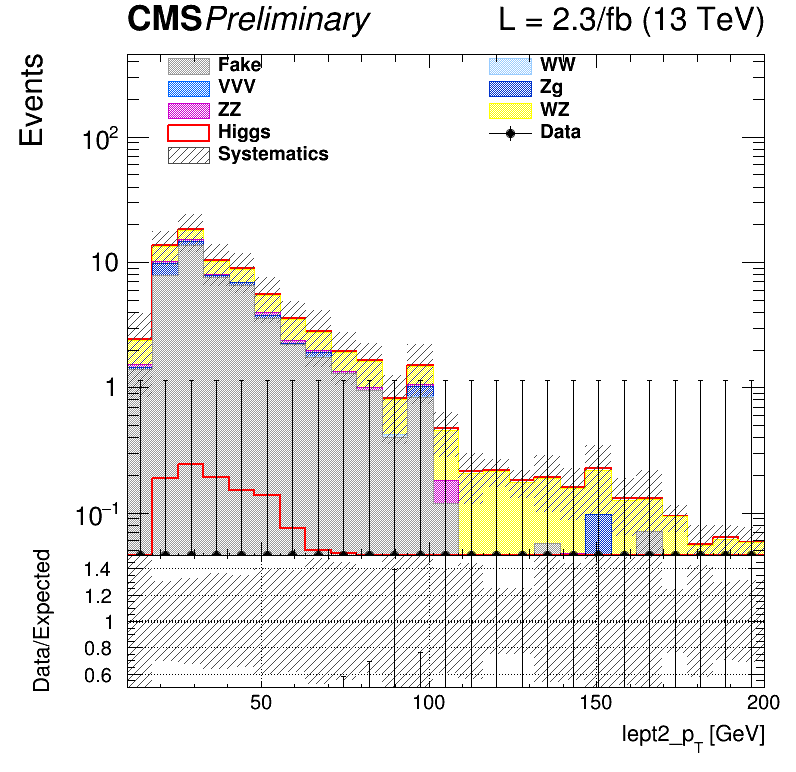 CMS Preliminary L = 2.3/fb (13 TeV)
Events
Fake WW
VVV Zg
ZZ WZ
Higgs Data
Systematics
10²
10
1
10⁻¹
Data/Expected
1.4
1.2
1
0.8
0.6
50 100 150 200
lept2_p_T [GeV]